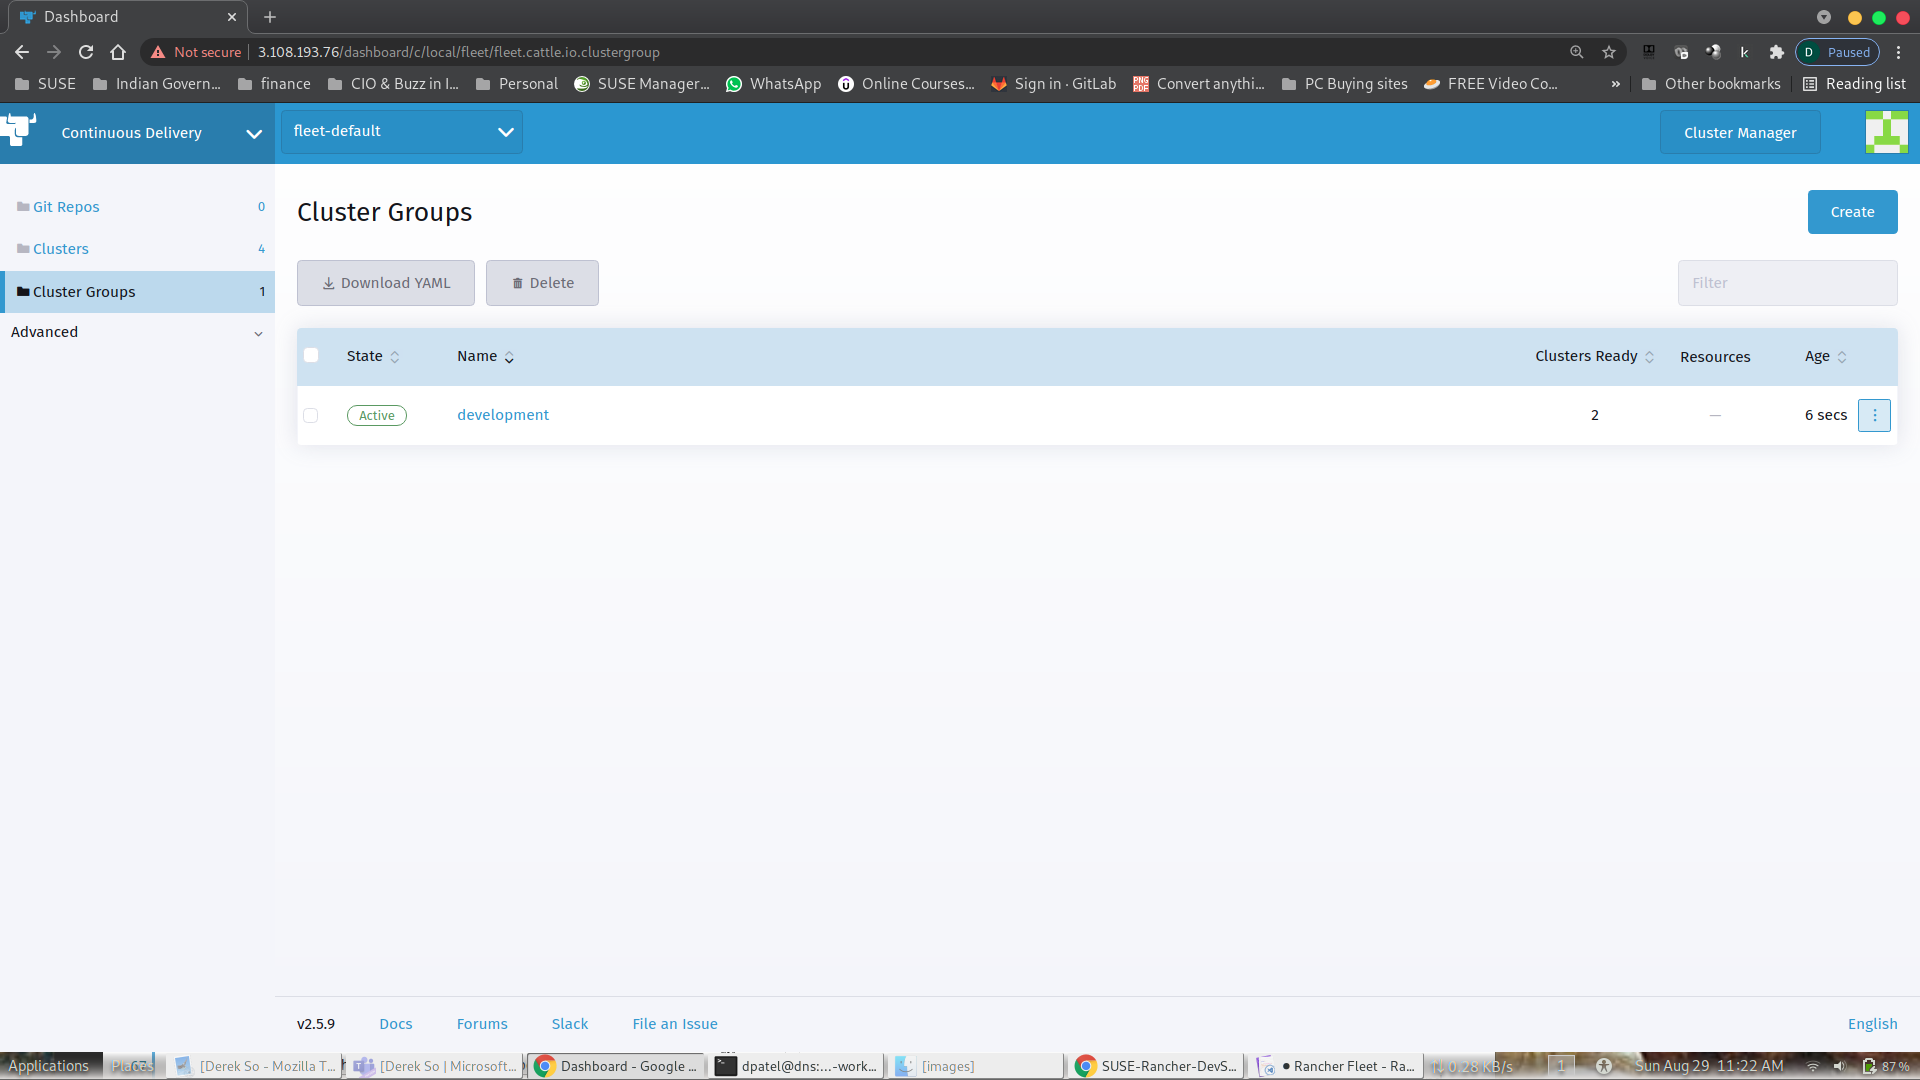 Dashboard
Not secure 3.108.193.76/dashboard/c/local/fleet/fleet.cattle.io.clustergroup
D Paused
SUSE Indian Govern... finance CIO & Buzz in I... Personal SUSE Manager... WhatsApp Online Courses... Sign in · GitLab Convert anythi... PC Buying sites FREE Video Co... » Other bookmarks Reading list
Continuous Delivery fleet-default Cluster Manager
Git Repos 0
Clusters 4
Cluster Groups 1
Advanced
Cluster Groups Create
Download YAML Delete Filter
State Name Clusters Ready Resources Age
Active development 2 — 6 secs
v2.5.9 Docs Forums Slack File an Issue English
Applications Places [Derek So - Mozilla T... [Derek So | Microsoft... Dashboard - Google ... dpatel@dns:...-work... [images] SUSE-Rancher-DevS... • Rancher Fleet - Ra... 0.28 KB/s 1 Sun Aug 29 11:22 AM 87%